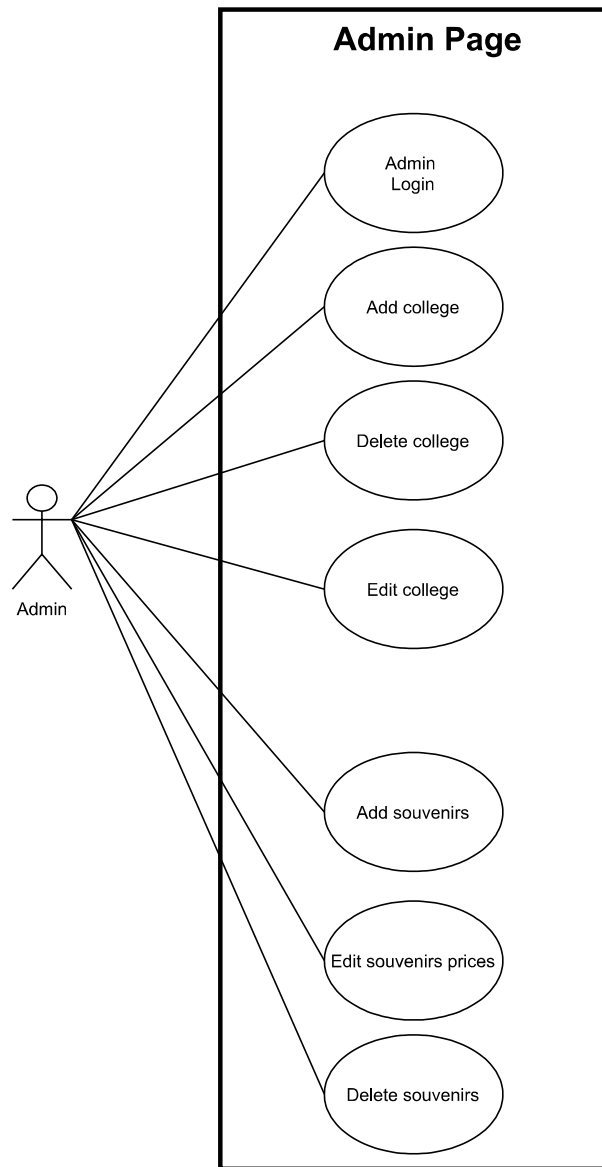 Admin Page
Admin
Login
Add college
Delete college
Edit college
Admin
Add souvenirs
Edit souvenirs prices
Delete souvenirs